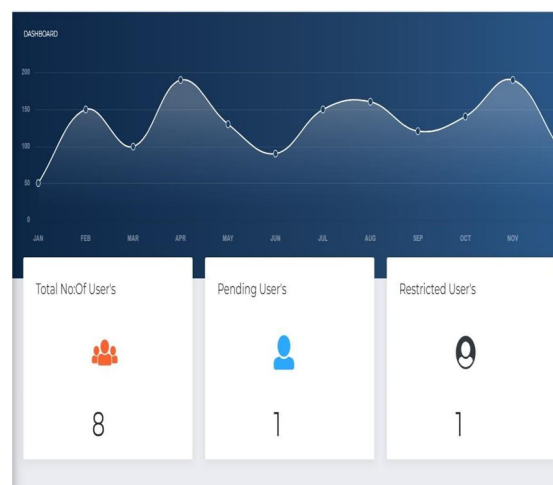 DASHBOARD
200
150
100
50
0
JAN FEB MAR APR MAY JUN JUL AUG SEP OCT NOV
Total No:Of User's Pending User's Restricted User's
8 1 1